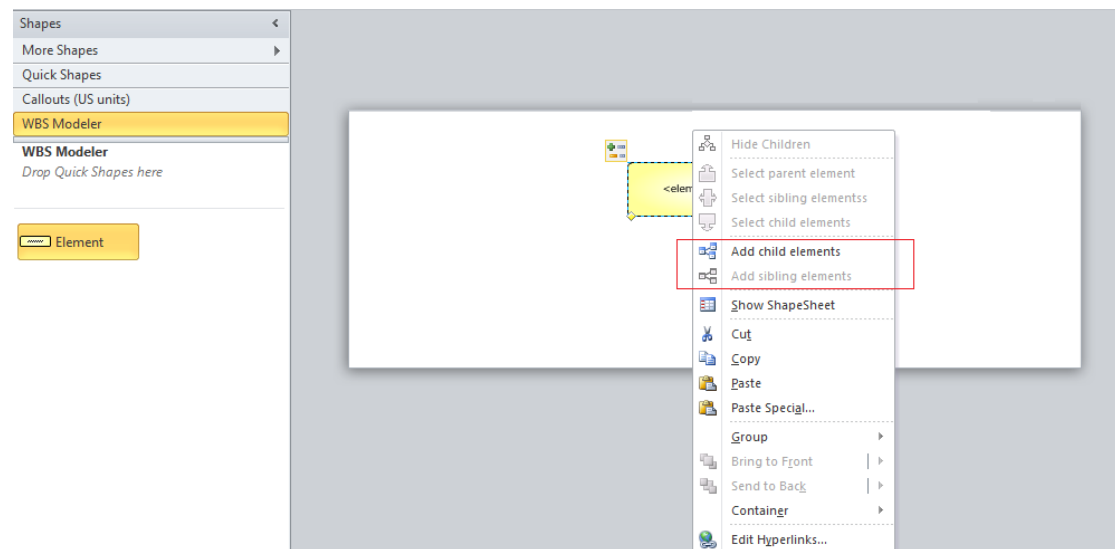 Shapes
More Shapes
Quick Shapes
Callouts (US units)
WBS Modeler
WBS Modeler
Drop Quick Shapes here
Element
<elem
Hide Children
Select parent element
Select sibling elementss
Select child elements
Add child elements
Add sibling elements
Show ShapeSheet
Cut
Copy
Paste
Paste Special...
Group
Bring to Front
Send to Back
Container
Edit Hyperlinks...